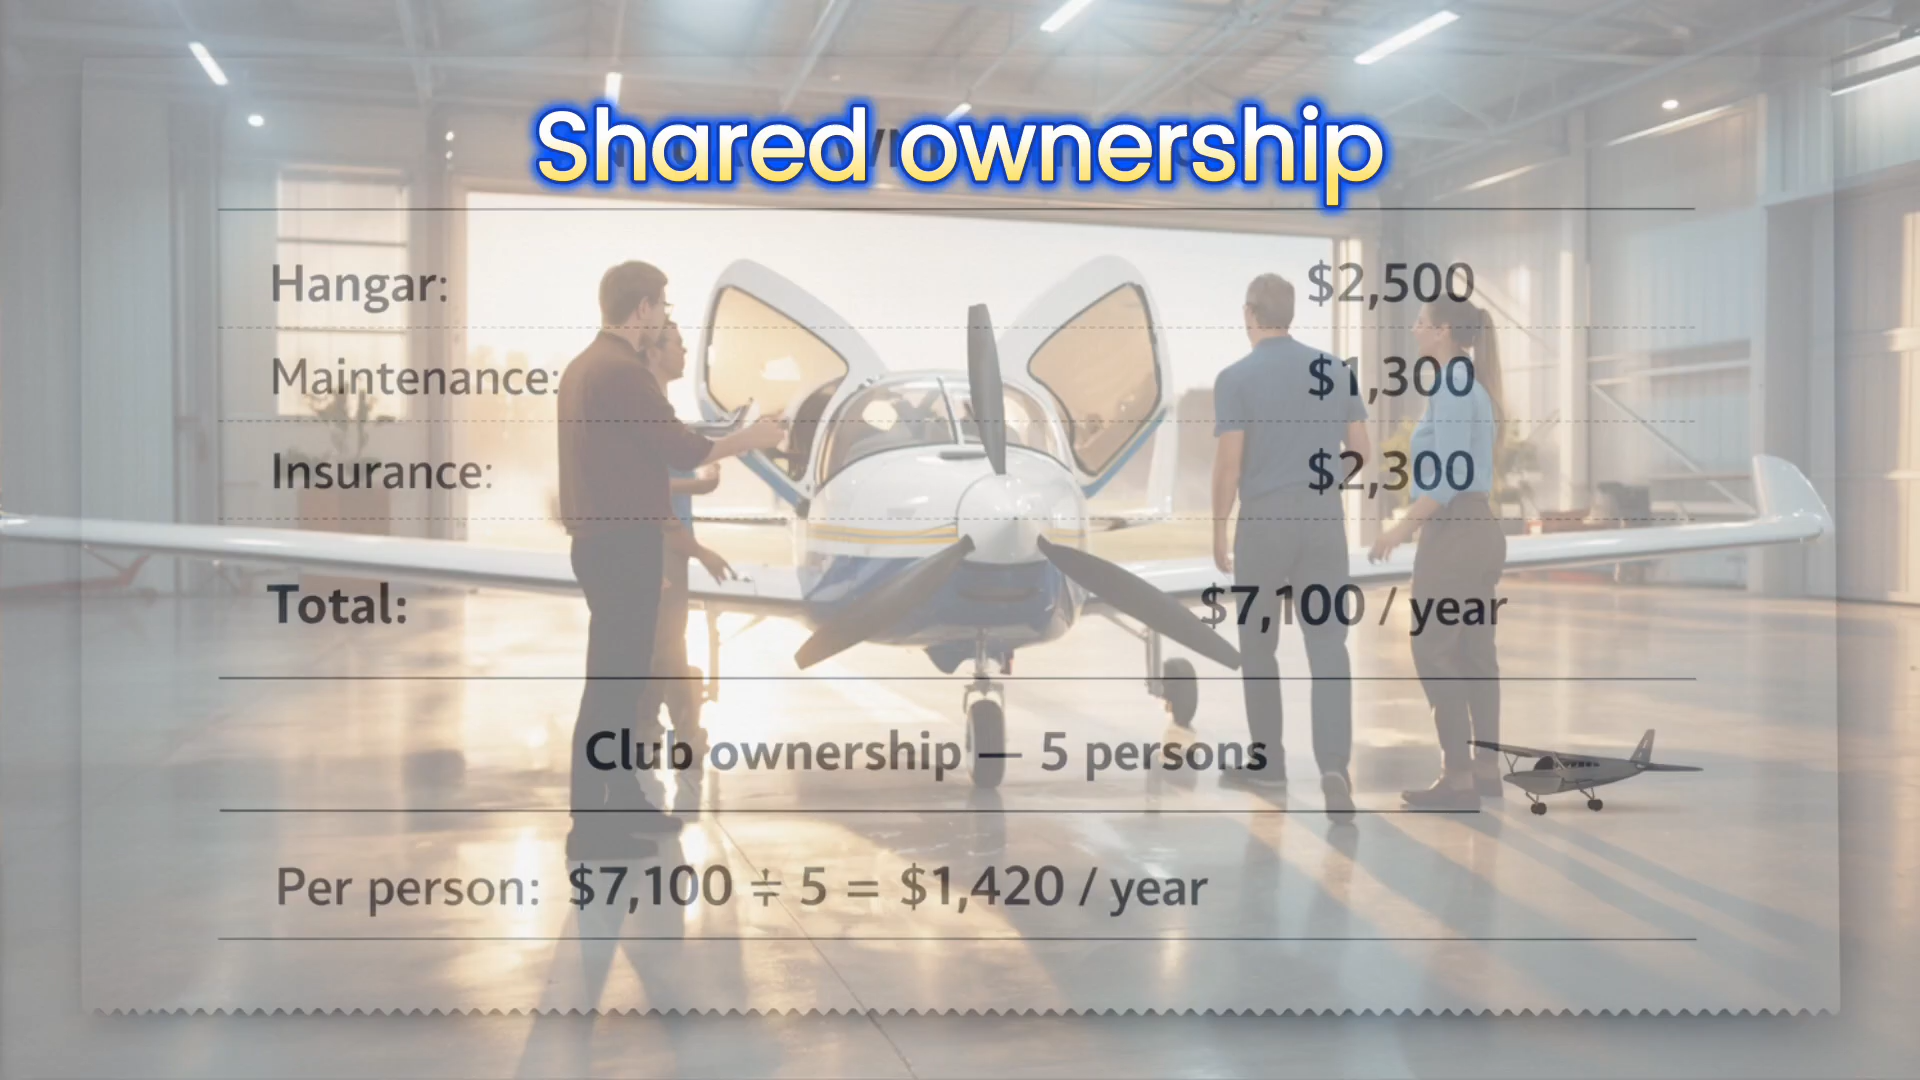 Shared ownership
Hangar: $2,500
Maintenance: $1,300
Insurance: $2,300
Total: $7,100 / year
Club ownership — 5 persons
Per person: $7,100 ÷ 5 = $1,420 / year